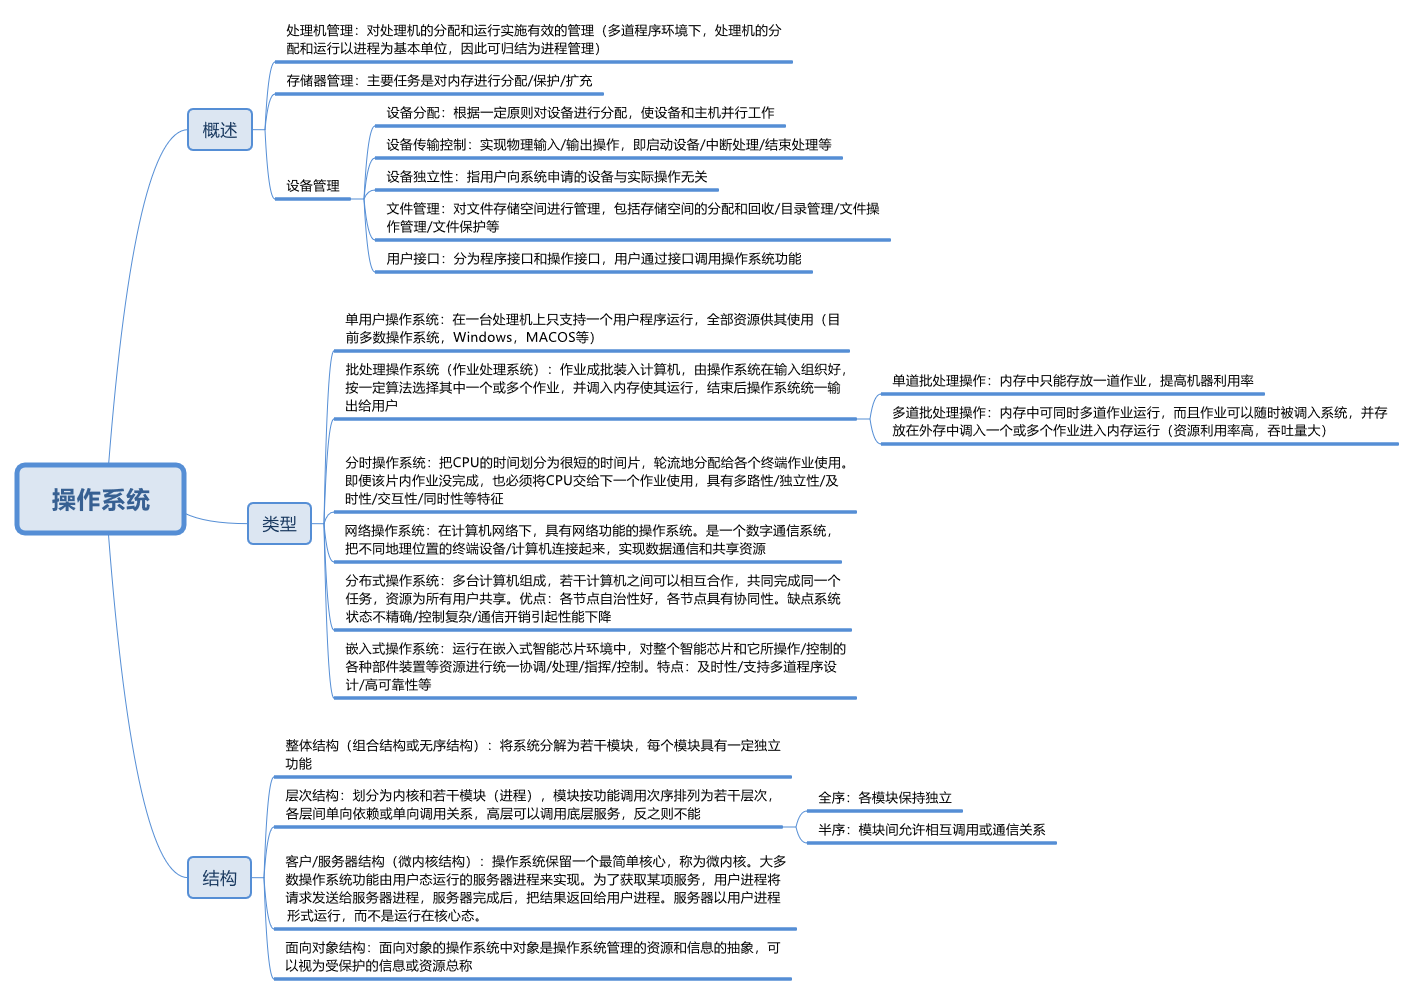 操作系统
概述
处理机管理：对处理机的分配和运行实施有效的管理（多道程序环境下，处理机的分
配和运行以进程为基本单位，因此可归结为进程管理）
存储器管理：主要任务是对内存进行分配/保护/扩充
设备管理
设备分配：根据一定原则对设备进行分配，使设备和主机并行工作
设备传输控制：实现物理输入/输出操作，即启动设备/中断处理/结束处理等
设备独立性：指用户向系统申请的设备与实际操作无关
文件管理：对文件存储空间进行管理，包括存储空间的分配和回收/目录管理/文件操
作管理/文件保护等
用户接口：分为程序接口和操作接口，用户通过接口调用操作系统功能
类型
单用户操作系统：在一台处理机上只支持一个用户程序运行，全部资源供其使用（目
前多数操作系统，Windows，MACOS等）
批处理操作系统（作业处理系统）：作业成批装入计算机，由操作系统在输入组织好，
按一定算法选择其中一个或多个作业，并调入内存使其运行，结束后操作系统统一输
出给用户
单道批处理操作：内存中只能存放一道作业，提高机器利用率
多道批处理操作：内存中可同时多道作业运行，而且作业可以随时被调入系统，并存
放在外存中调入一个或多个作业进入内存运行（资源利用率高，吞吐量大）
分时操作系统：把CPU的时间划分为很短的时间片，轮流地分配给各个终端作业使用。
即便该片内作业没完成，也必须将CPU交给下一个作业使用，具有多路性/独立性/及
时性/交互性/同时性等特征
网络操作系统：在计算机网络下，具有网络功能的操作系统。是一个数字通信系统，
把不同地理位置的终端设备/计算机连接起来，实现数据通信和共享资源
分布式操作系统：多台计算机组成，若干计算机之间可以相互合作，共同完成同一个
任务，资源为所有用户共享。优点：各节点自治性好，各节点具有协同性。缺点系统
状态不精确/控制复杂/通信开销引起性能下降
嵌入式操作系统：运行在嵌入式智能芯片环境中，对整个智能芯片和它所操作/控制的
各种部件装置等资源进行统一协调/处理/指挥/控制。特点：及时性/支持多道程序设
计/高可靠性等
结构
整体结构（组合结构或无序结构）：将系统分解为若干模块，每个模块具有一定独立
功能
层次结构：划分为内核和若干模块（进程），模块按功能调用次序排列为若干层次，
各层间单向依赖或单向调用关系，高层可以调用底层服务，反之则不能
全序：各模块保持独立
半序：模块间允许相互调用或通信关系
客户/服务器结构（微内核结构）：操作系统保留一个最简单核心，称为微内核。大多
数操作系统功能由用户态运行的服务器进程来实现。为了获取某项服务，用户进程将
请求发送给服务器进程，服务器完成后，把结果返回给用户进程。服务器以用户进程
形式运行，而不是运行在核心态。
面向对象结构：面向对象的操作系统中对象是操作系统管理的资源和信息的抽象，可
以视为受保护的信息或资源总称